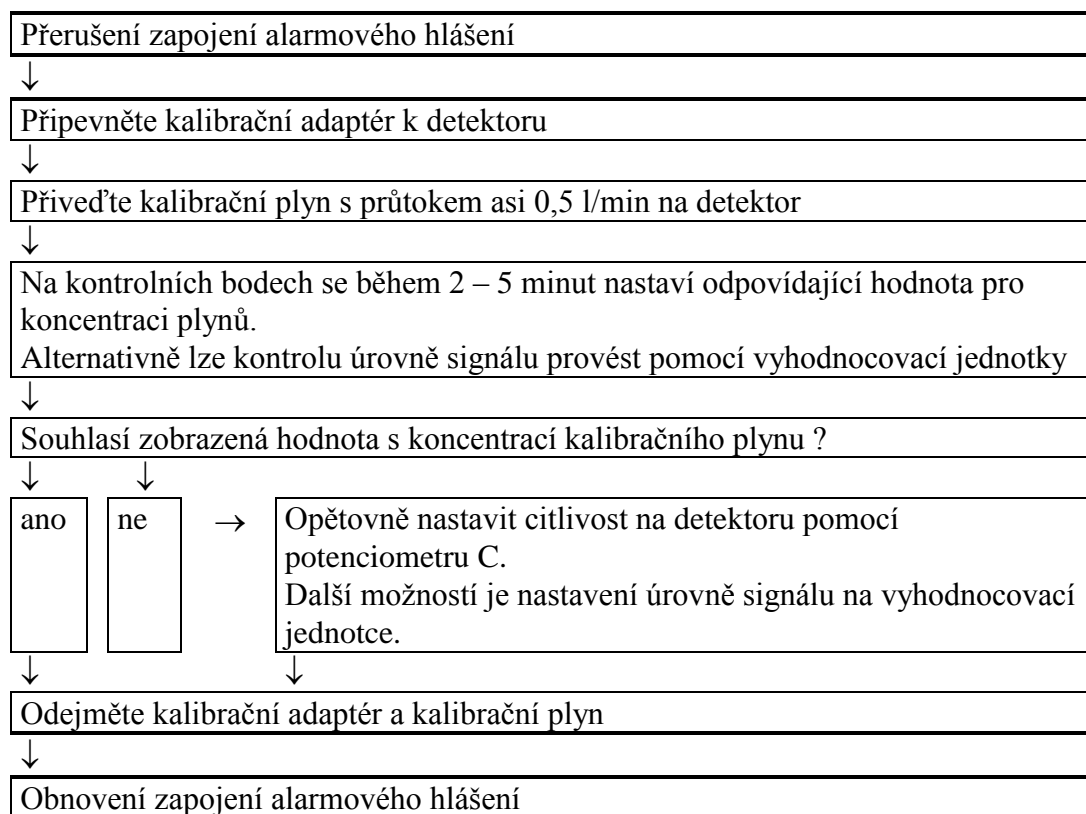 Přerušení zapojení alarmového hlášení
↓
Připevněte kalibrační adaptér k detektoru
↓
Přiveďte kalibrační plyn s průtokem asi 0,5 l/min na detektor
↓
Na kontrolních bodech se během 2 – 5 minut nastaví odpovídající hodnota pro
koncentraci plynů.
Alternativně lze kontrolu úrovně signálu provést pomocí vyhodnocovací jednotky
↓
Souhlasí zobrazená hodnota s koncentrací kalibračního plynu ?
↓ ↓
ano ne → Opětovně nastavit citlivost na detektoru pomocí
potenciometru C.
Další možností je nastavení úrovně signálu na vyhodnocovací
jednotce.
↓ ↓
Odejměte kalibrační adaptér a kalibrační plyn
↓
Obnovení zapojení alarmového hlášení